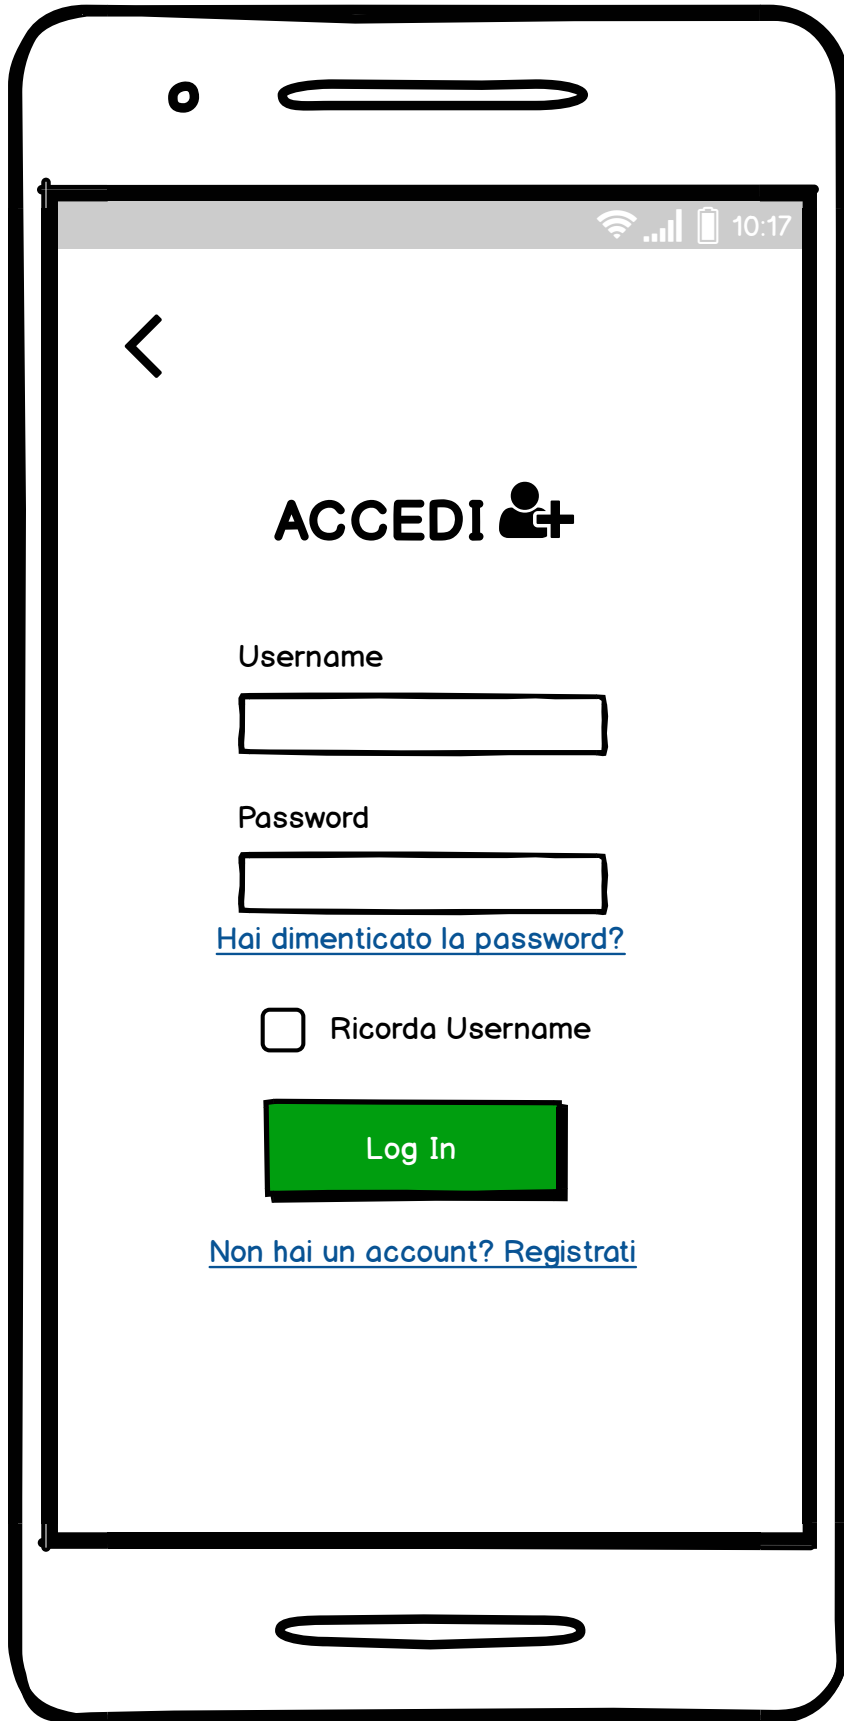 10:17
ACCEDI
Username
Password
Hai dimenticato la password?
Ricorda Username
Log In
Non hai un account? Registrati